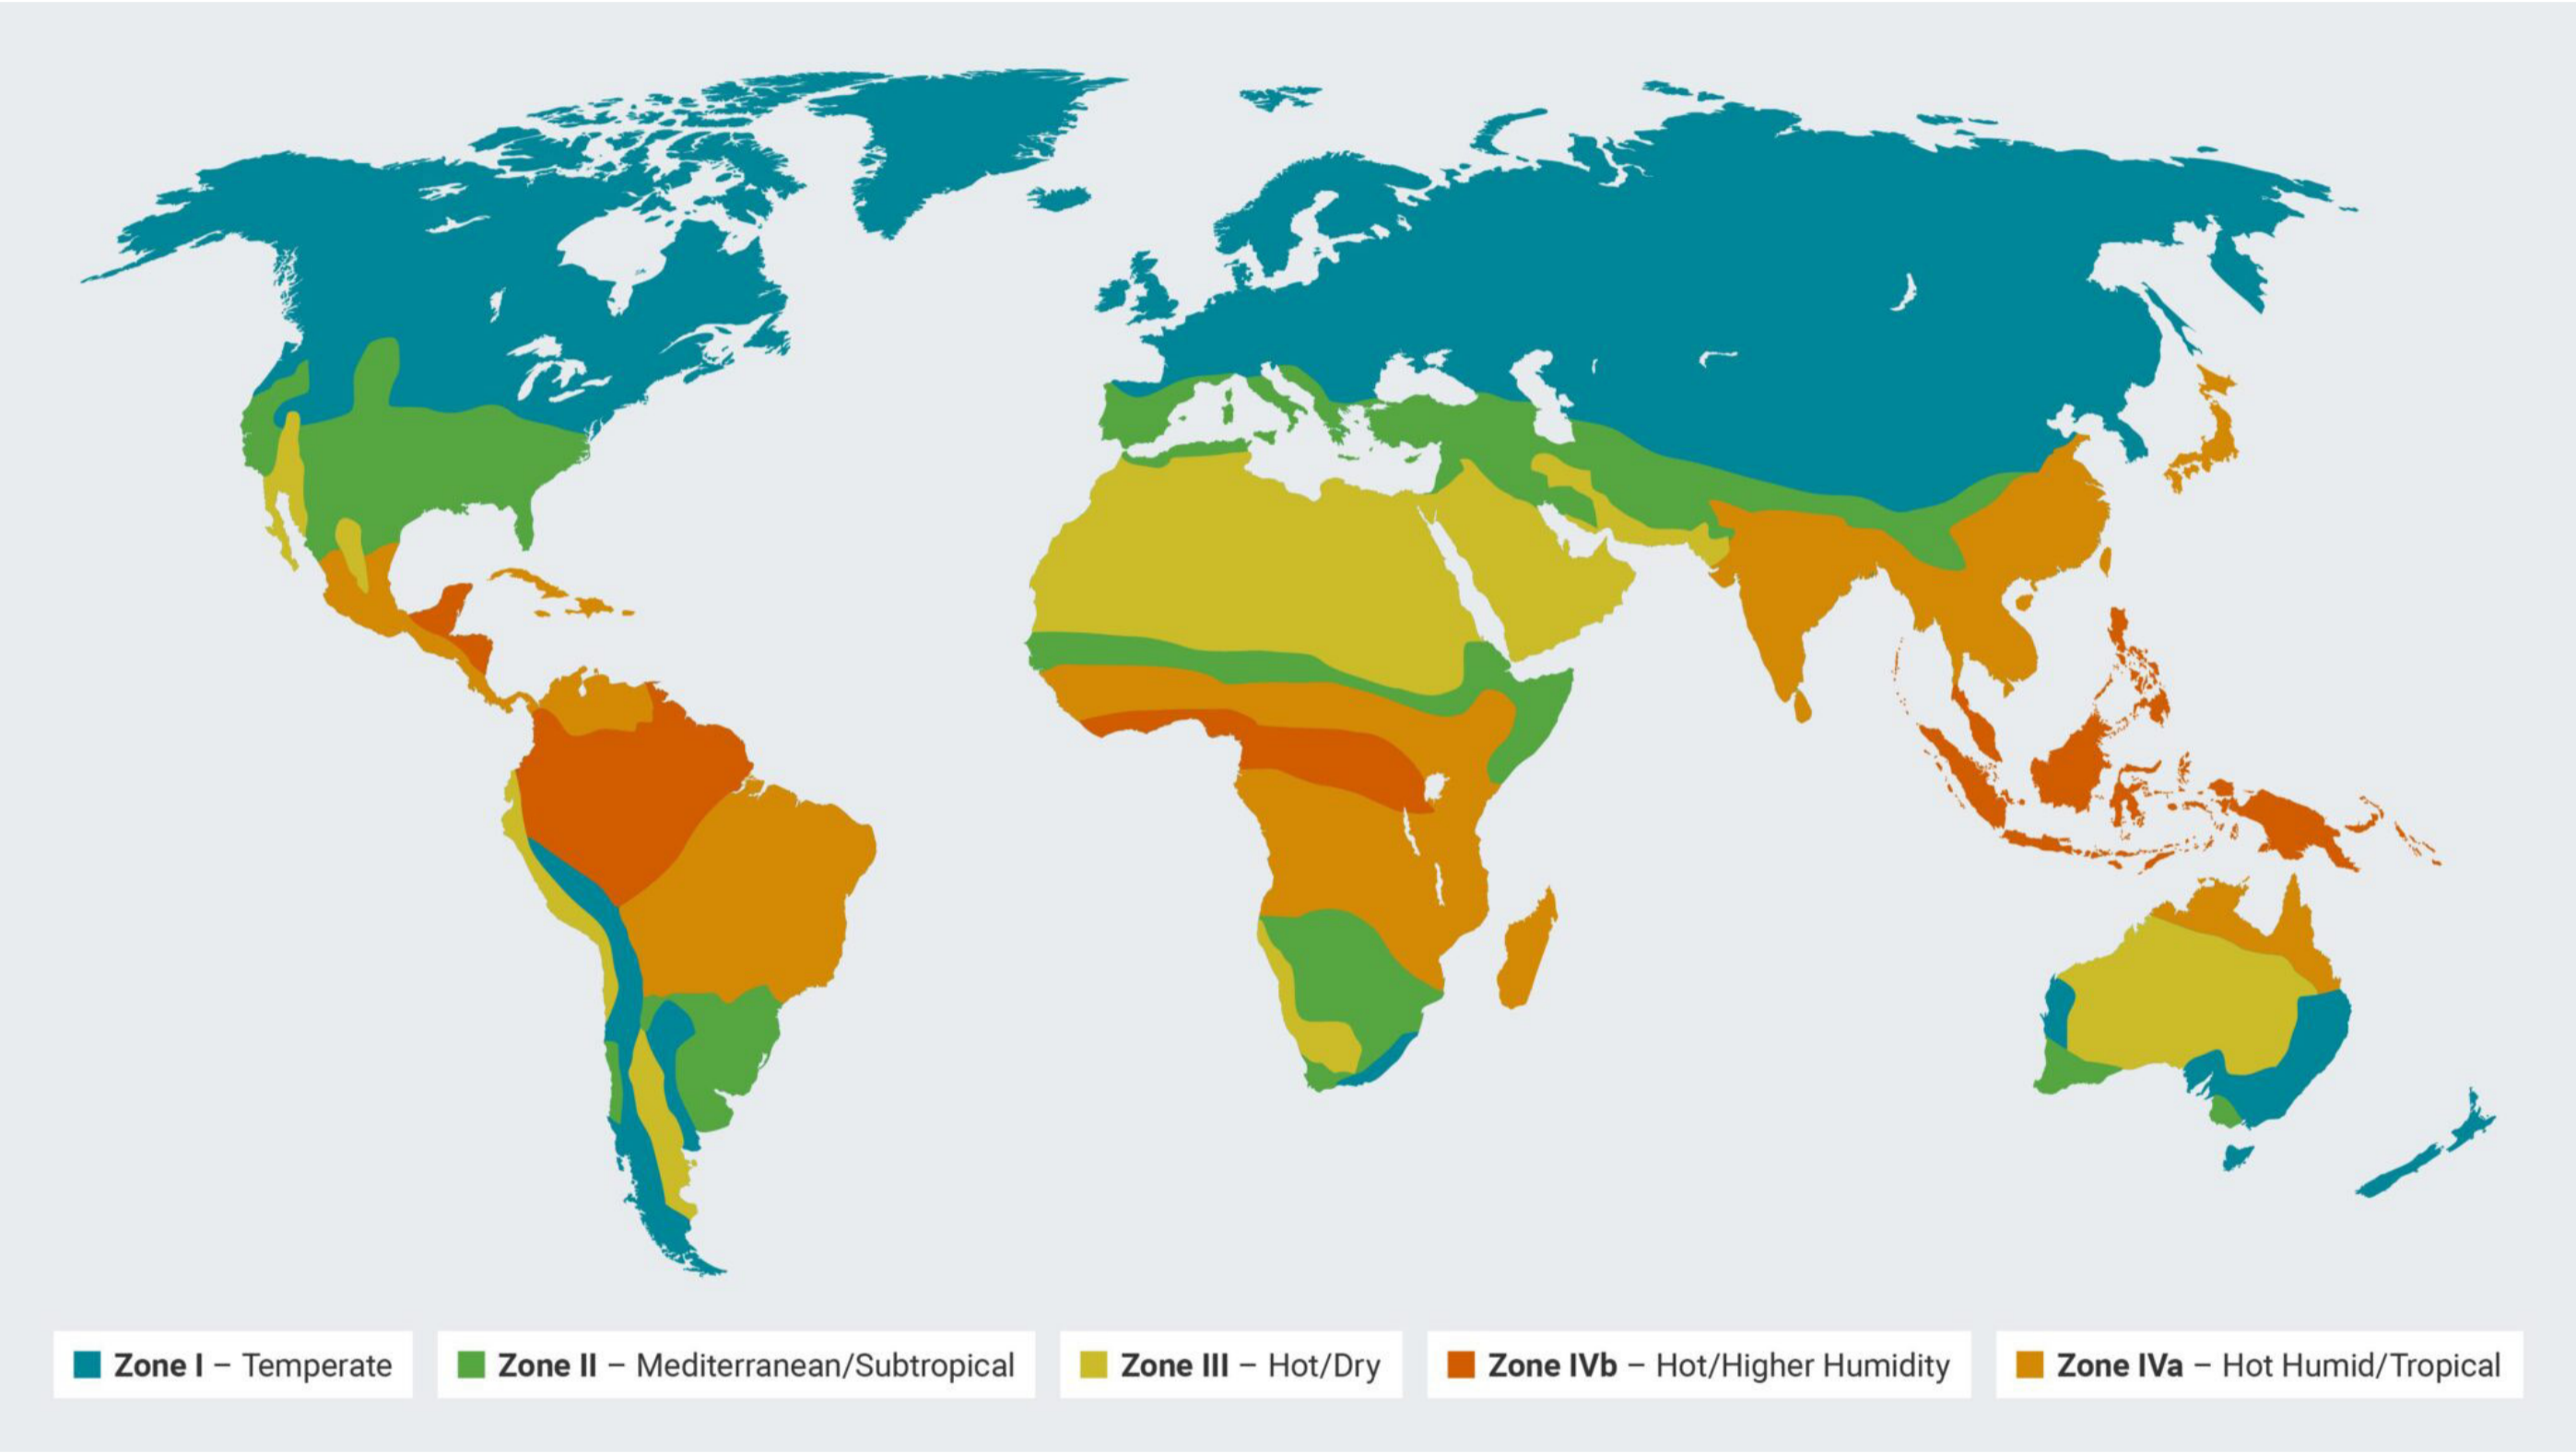 Zone I – Temperate
Zone II – Mediterranean/Subtropical
Zone III – Hot/Dry
Zone IVb – Hot/Higher Humidity
Zone IVa – Hot Humid/Tropical